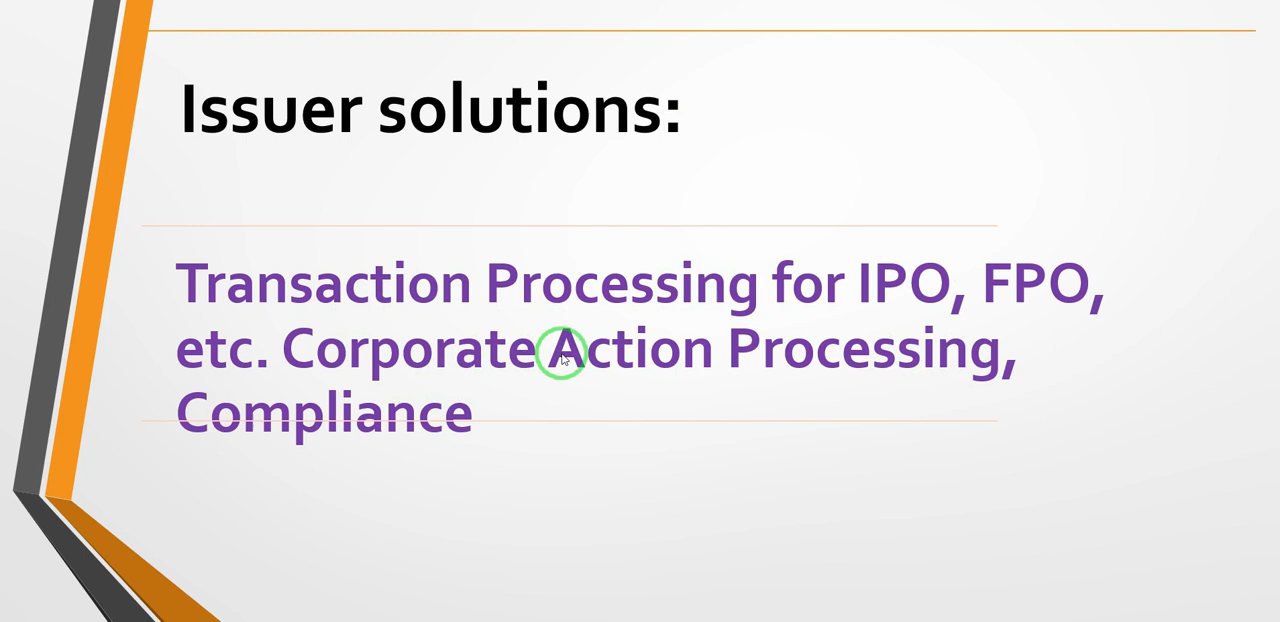 Issuer solutions:
Transaction Processing for IPO, FPO,
etc. Corporate Action Processing,
Compliance